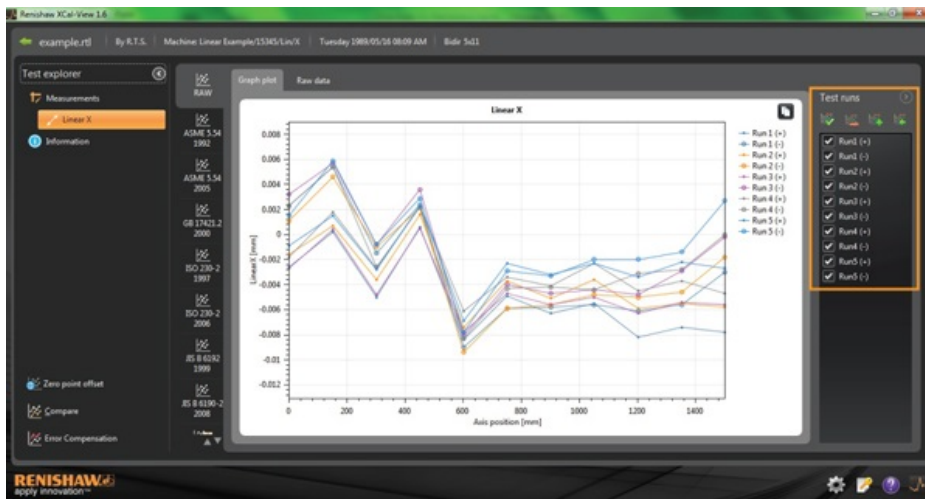 Renishaw XCal-View 1.6
example.rtl
By R.T.S.
Machine: Linear Example/15345/Lin/X
Tuesday 1989/05/16 08:09 AM
Bidir 5x11
Test explorer
Measurements
Linear X
Information
Zero point offset
Compare
Error Compensation
RAW
ASME 5.54
1992
ASME 5.54
2005
GB 17421.2
2000
ISO 230-2
1997
ISO 230-2
2006
JIS B 6192
1999
JIS B 6190-2
2008
Graph plot
Raw data
Linear X
LinearX [mm]
0.008
0.006
0.004
0.002
0
-0.002
-0.004
-0.006
-0.008
-0.01
-0.012
0
200
400
600
800
1000
1200
1400
Axis position [mm]
Run 1 (+)
Run 1 (-)
Run 2 (+)
Run 2 (-)
Run 3 (+)
Run 3 (-)
Run 4 (+)
Run 4 (-)
Run 5 (+)
Run 5 (-)
Test runs
Run1 (+)
Run1 (-)
Run2 (+)
Run2 (-)
Run3 (+)
Run3 (-)
Run4 (+)
Run4 (-)
Run5 (+)
Run5 (-)
RENISHAW
apply innovation™